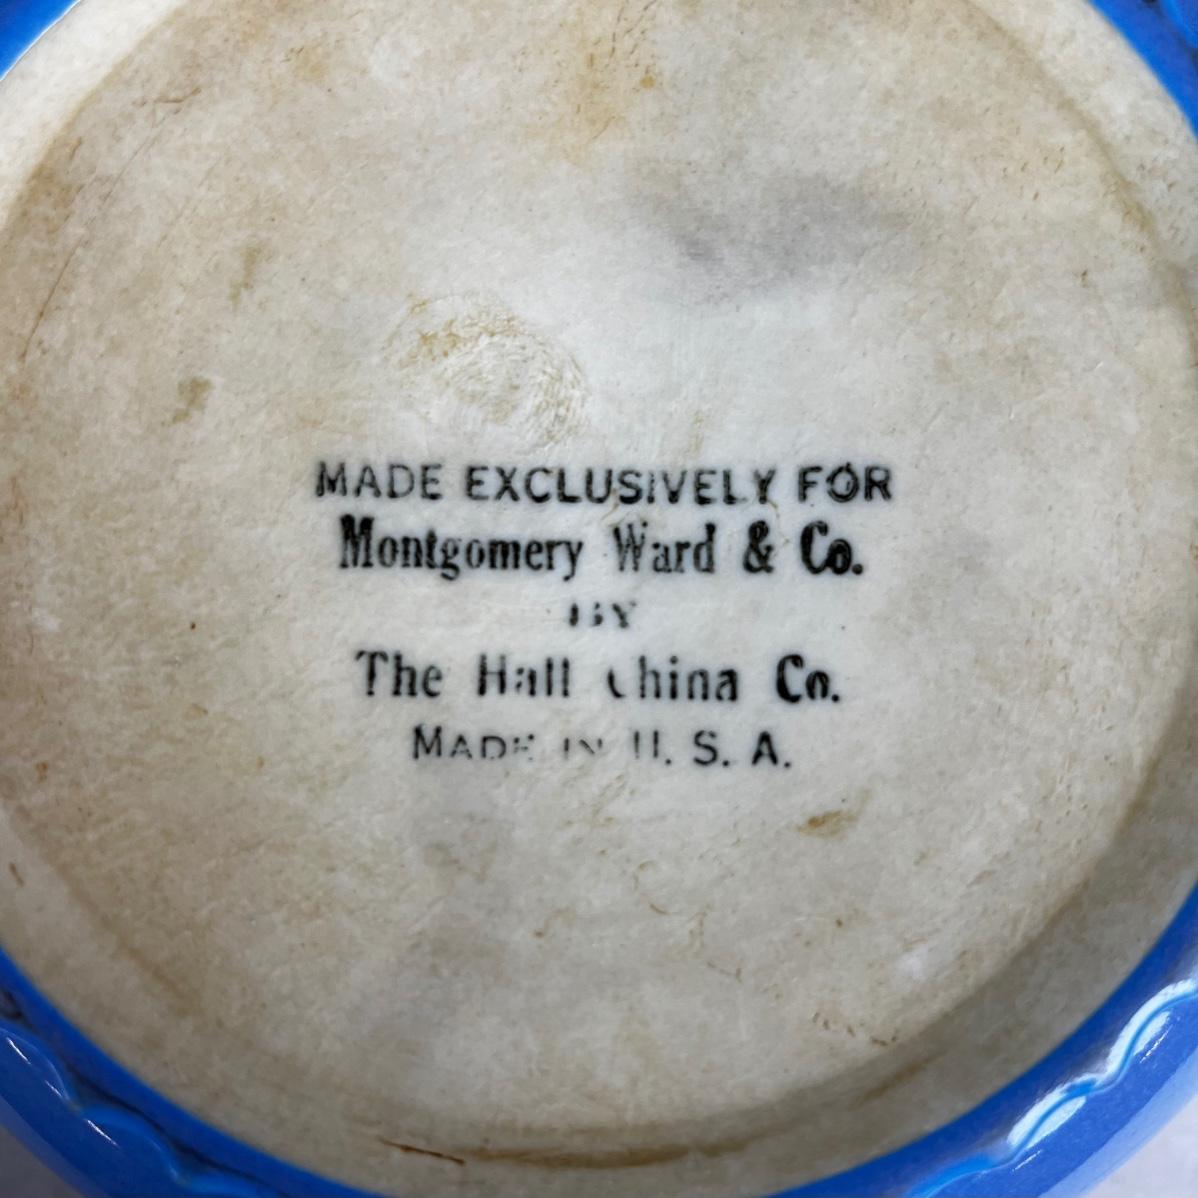 MADE EXCLUSIVELY FOR
Montgomery Ward & Co.
BY
The Hall China Co.
MADE IN U. S. A.